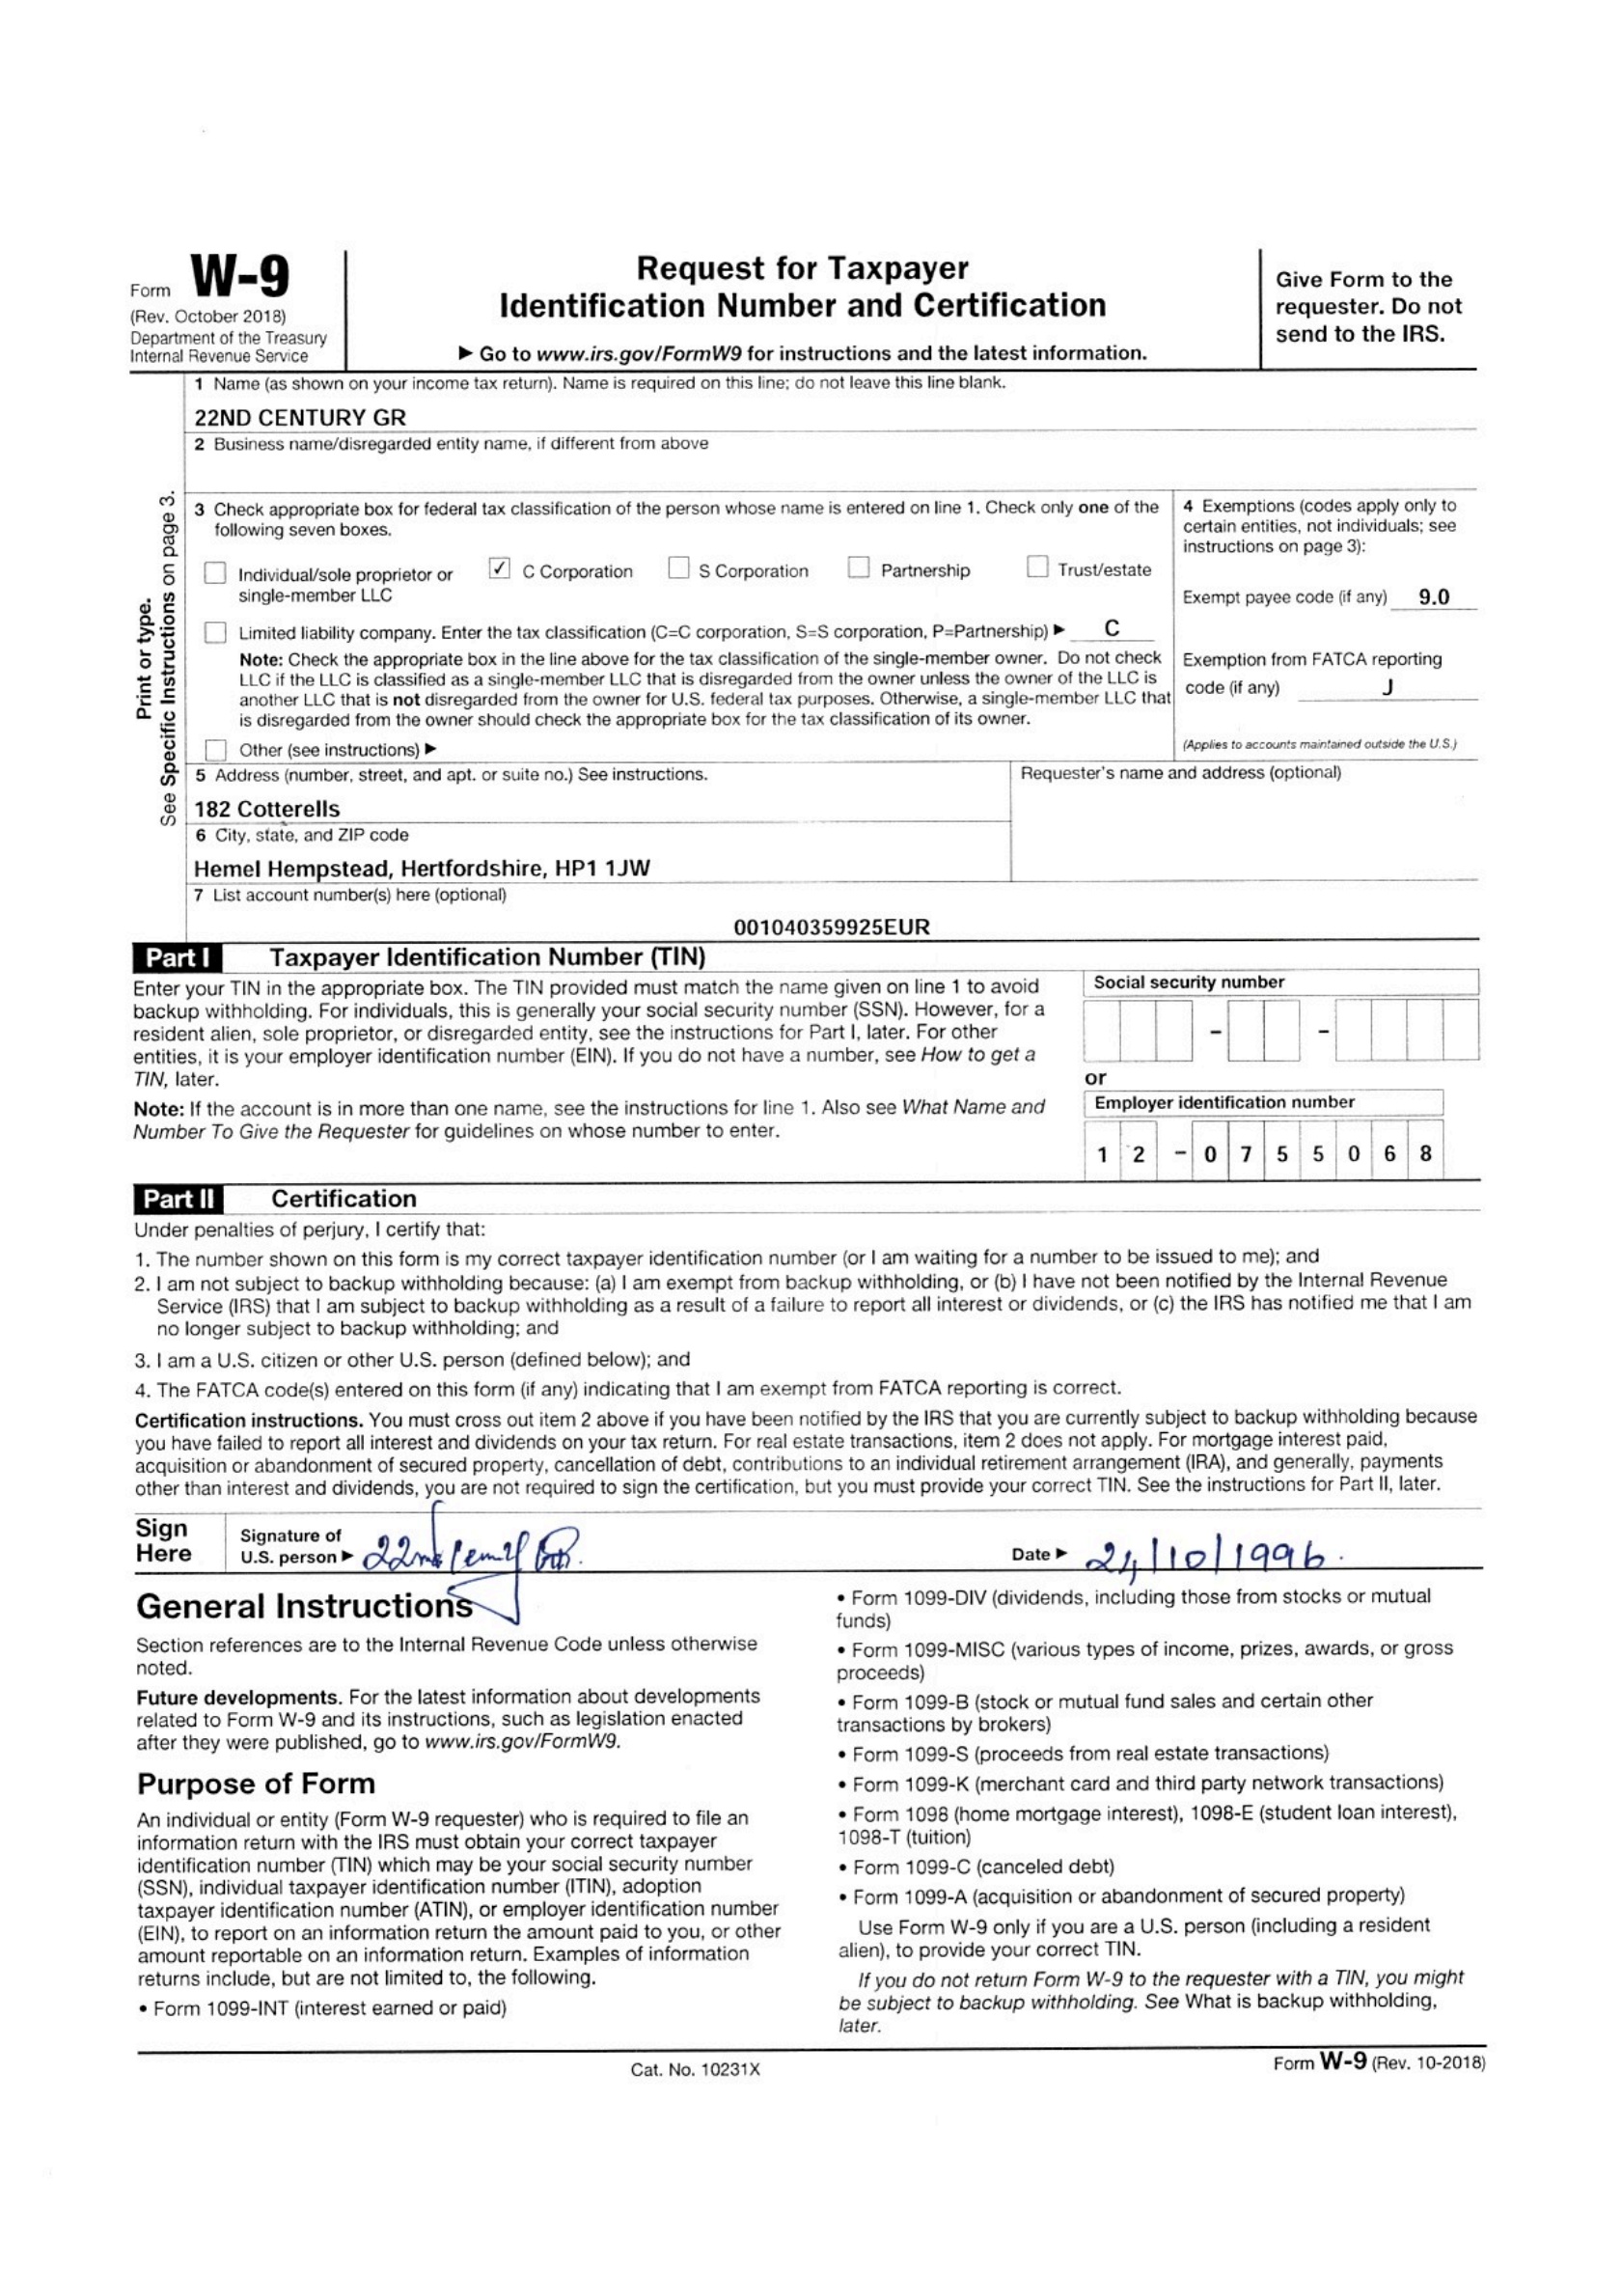 Form W-9
(Rev. October 2018)
Department of the Treasury
Internal Revenue Service
Request for Taxpayer
Identification Number and Certification
▶ Go to www.irs.gov/FormW9 for instructions and the latest information.
Give Form to the
requester. Do not
send to the IRS.
Print or type.
See Specific Instructions on page 3.
1 Name (as shown on your income tax return). Name is required on this line; do not leave this line blank.
22ND CENTURY GR
2 Business name/disregarded entity name, if different from above
3 Check appropriate box for federal tax classification of the person whose name is entered on line 1. Check only one of the
following seven boxes.
Individual/sole proprietor or
single-member LLC
✓ C Corporation
S Corporation
Partnership
Trust/estate
Limited liability company. Enter the tax classification (C=C corporation, S=S corporation, P=Partnership) ▶ C
Note: Check the appropriate box in the line above for the tax classification of the single-member owner. Do not check
LLC if the LLC is classified as a single-member LLC that is disregarded from the owner unless the owner of the LLC is
another LLC that is not disregarded from the owner for U.S. federal tax purposes. Otherwise, a single-member LLC that
is disregarded from the owner should check the appropriate box for the tax classification of its owner.
Other (see instructions) ▶
4 Exemptions (codes apply only to
certain entities, not individuals; see
instructions on page 3):
Exempt payee code (if any) 9.0
Exemption from FATCA reporting
code (if any) J
(Applies to accounts maintained outside the U.S.)
5 Address (number, street, and apt. or suite no.) See instructions.
182 Cotterells
6 City, state, and ZIP code
Hemel Hempstead, Hertfordshire, HP1 1JW
Requester's name and address (optional)
7 List account number(s) here (optional)
001040359925EUR
Part I Taxpayer Identification Number (TIN)
Enter your TIN in the appropriate box. The TIN provided must match the name given on line 1 to avoid
backup withholding. For individuals, this is generally your social security number (SSN). However, for a
resident alien, sole proprietor, or disregarded entity, see the instructions for Part I, later. For other
entities, it is your employer identification number (EIN). If you do not have a number, see How to get a
TIN, later.
Note: If the account is in more than one name, see the instructions for line 1. Also see What Name and
Number To Give the Requester for guidelines on whose number to enter.
Social security number
– –
or
Employer identification number
1 2 – 0 7 5 5 0 6 8
Part II Certification
Under penalties of perjury, I certify that:
1. The number shown on this form is my correct taxpayer identification number (or I am waiting for a number to be issued to me); and
2. I am not subject to backup withholding because: (a) I am exempt from backup withholding, or (b) I have not been notified by the Internal Revenue
Service (IRS) that I am subject to backup withholding as a result of a failure to report all interest or dividends, or (c) the IRS has notified me that I am
no longer subject to backup withholding; and
3. I am a U.S. citizen or other U.S. person (defined below); and
4. The FATCA code(s) entered on this form (if any) indicating that I am exempt from FATCA reporting is correct.
Certification instructions. You must cross out item 2 above if you have been notified by the IRS that you are currently subject to backup withholding because
you have failed to report all interest and dividends on your tax return. For real estate transactions, item 2 does not apply. For mortgage interest paid,
acquisition or abandonment of secured property, cancellation of debt, contributions to an individual retirement arrangement (IRA), and generally, payments
other than interest and dividends, you are not required to sign the certification, but you must provide your correct TIN. See the instructions for Part II, later.
Sign
Here
Signature of
U.S. person ▶
Date ▶ 24/10/1996.
General Instructions
Section references are to the Internal Revenue Code unless otherwise
noted.
Future developments. For the latest information about developments
related to Form W-9 and its instructions, such as legislation enacted
after they were published, go to www.irs.gov/FormW9.
Purpose of Form
An individual or entity (Form W-9 requester) who is required to file an
information return with the IRS must obtain your correct taxpayer
identification number (TIN) which may be your social security number
(SSN), individual taxpayer identification number (ITIN), adoption
taxpayer identification number (ATIN), or employer identification number
(EIN), to report on an information return the amount paid to you, or other
amount reportable on an information return. Examples of information
returns include, but are not limited to, the following.
• Form 1099-INT (interest earned or paid)
• Form 1099-DIV (dividends, including those from stocks or mutual
funds)
• Form 1099-MISC (various types of income, prizes, awards, or gross
proceeds)
• Form 1099-B (stock or mutual fund sales and certain other
transactions by brokers)
• Form 1099-S (proceeds from real estate transactions)
• Form 1099-K (merchant card and third party network transactions)
• Form 1098 (home mortgage interest), 1098-E (student loan interest),
1098-T (tuition)
• Form 1099-C (canceled debt)
• Form 1099-A (acquisition or abandonment of secured property)
Use Form W-9 only if you are a U.S. person (including a resident
alien), to provide your correct TIN.
If you do not return Form W-9 to the requester with a TIN, you might
be subject to backup withholding. See What is backup withholding,
later.
Cat. No. 10231X
Form W-9 (Rev. 10-2018)